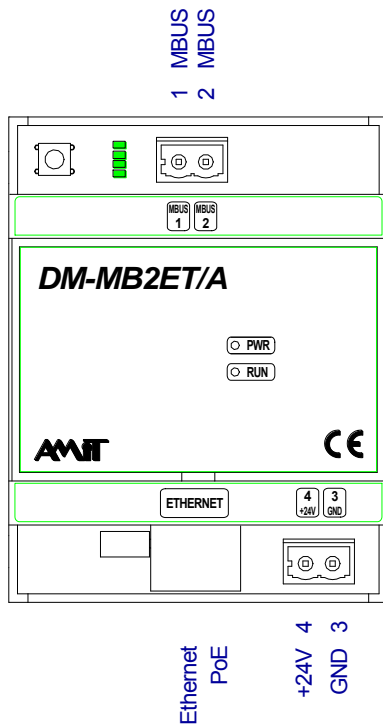 1 MBUS
2 MBUS
MBUS 1
MBUS 2
DM-MB2ET/A
PWR
RUN
AMiT
CE
ETHERNET
4 +24V
3 GND
Ethernet
PoE
+24V 4
GND 3